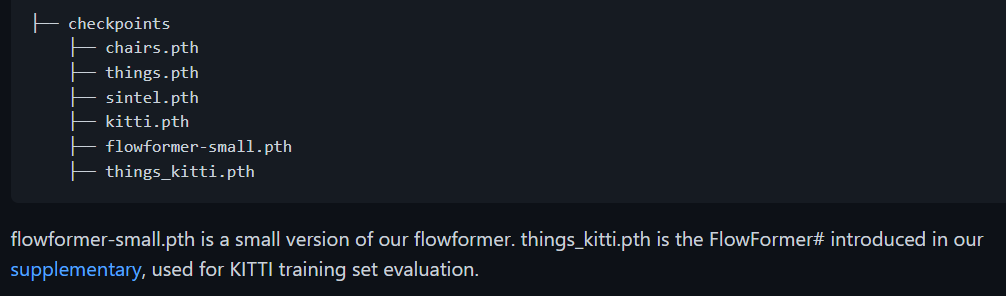 ├── checkpoints
    ├── chairs.pth
    ├── things.pth
    ├── sintel.pth
    ├── kitti.pth
    ├── flowformer-small.pth
    ├── things_kitti.pth
flowformer-small.pth is a small version of our flowformer. things_kitti.pth is the FlowFormer# introduced in our
supplementary, used for KITTI training set evaluation.